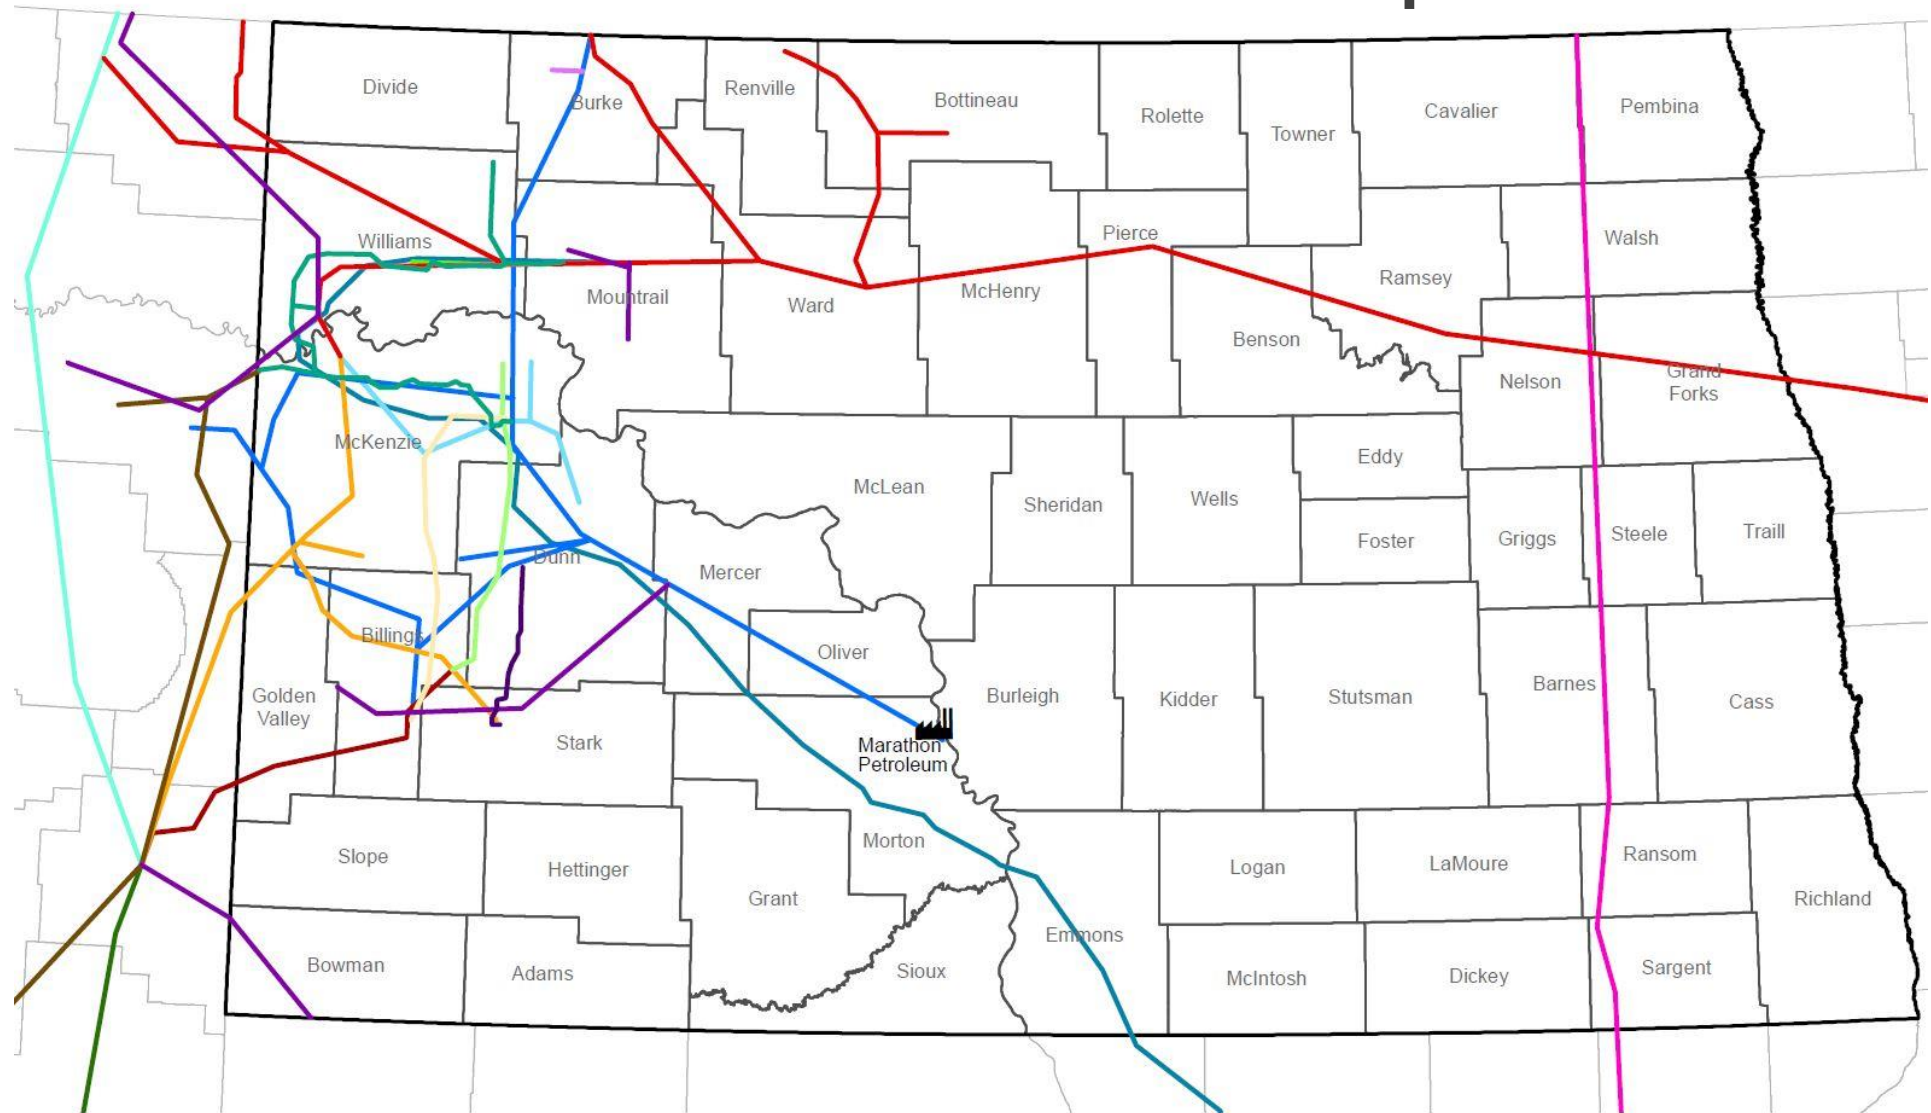 Divide
Burke
Renville
Bottineau
Rolette
Towner
Cavalier
Pembina
Williams
Mountrail
Ward
McHenry
Pierce
Benson
Ramsey
Walsh
Nelson
Grand
Forks
McKenzie
McLean
Sheridan
Wells
Eddy
Foster
Griggs
Steele
Traill
Dunn
Mercer
Oliver
Billings
Golden
Valley
Stark
Marathon
Petroleum
Burleigh
Kidder
Stutsman
Barnes
Cass
Slope
Hettinger
Grant
Morton
Emmons
Logan
LaMoure
Ransom
Richland
Bowman
Adams
Sioux
McIntosh
Dickey
Sargent